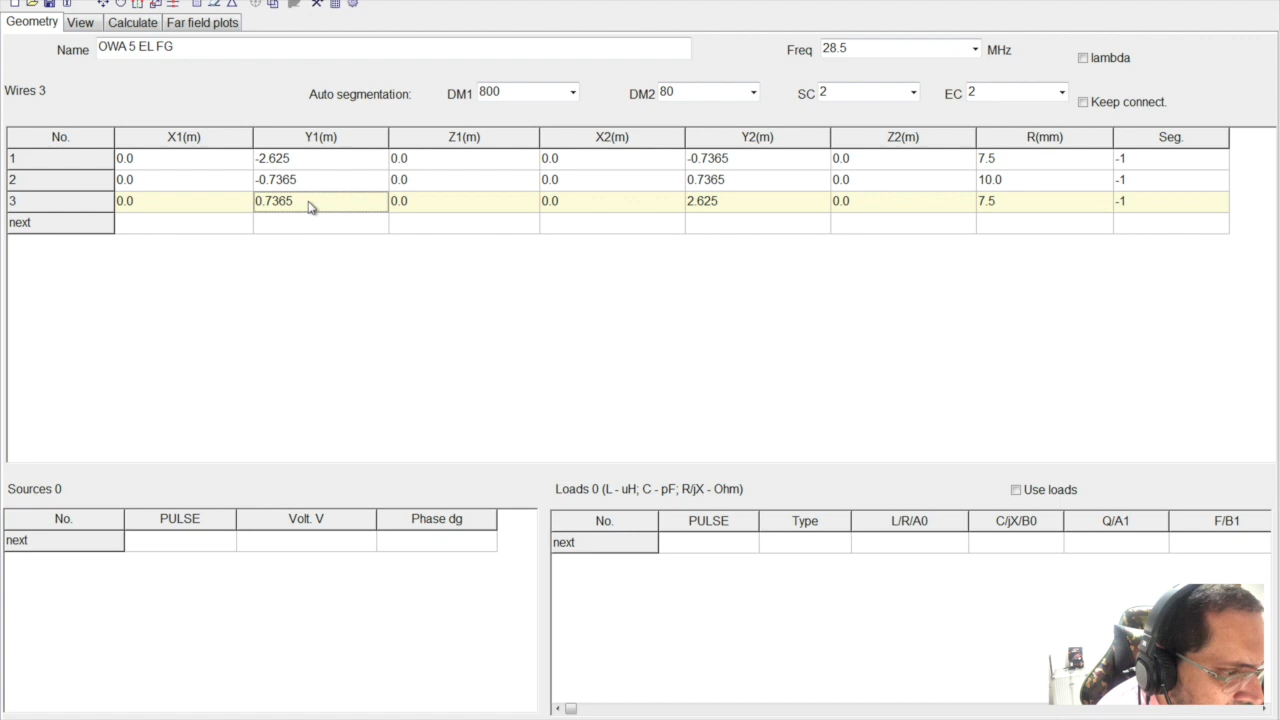 Geometry View Calculate Far field plots
Name OWA 5 EL FG Freq 28.5 MHz lambda
Wires 3 Auto segmentation: DM1 800 DM2 80 SC 2 EC 2 Keep connect.
No. X1(m) Y1(m) Z1(m) X2(m) Y2(m) Z2(m) R(mm) Seg.
1 0.0 -2.625 0.0 0.0 -0.7365 0.0 7.5 -1
2 0.0 -0.7365 0.0 0.0 0.7365 0.0 10.0 -1
3 0.0 0.7365 0.0 0.0 2.625 0.0 7.5 -1
next
Sources 0 Loads 0 (L - uH; C - pF; R/jX - Ohm) Use loads
No. PULSE Volt. V Phase dg No. PULSE Type L/R/A0 C/jX/B0 Q/A1 F/B1
next next